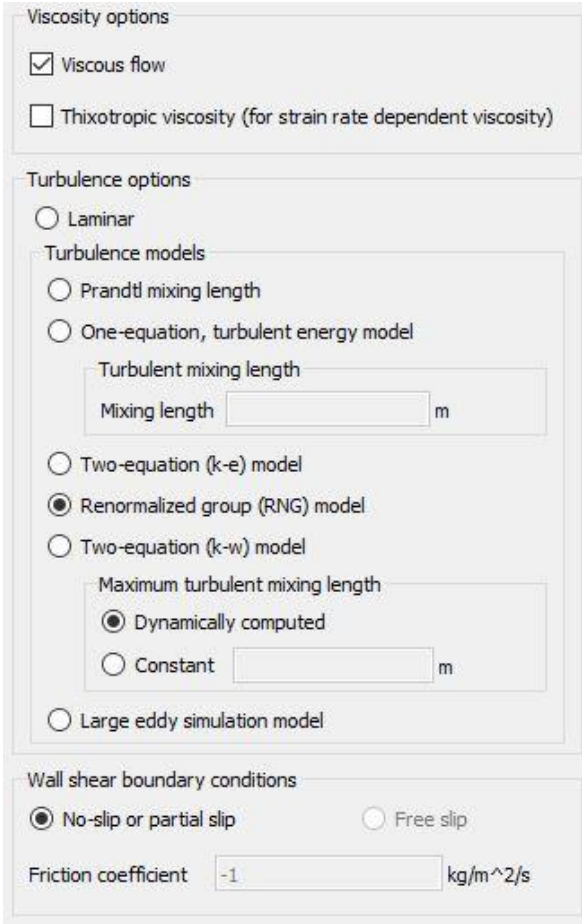 Viscosity options
Viscous flow
Thixotropic viscosity (for strain rate dependent viscosity)
Turbulence options
Laminar
Turbulence models
Prandtl mixing length
One-equation, turbulent energy model
Turbulent mixing length
Mixing length m
Two-equation (k-e) model
Renormalized group (RNG) model
Two-equation (k-w) model
Maximum turbulent mixing length
Dynamically computed
Constant m
Large eddy simulation model
Wall shear boundary conditions
No-slip or partial slip Free slip
Friction coefficient -1 kg/m^2/s